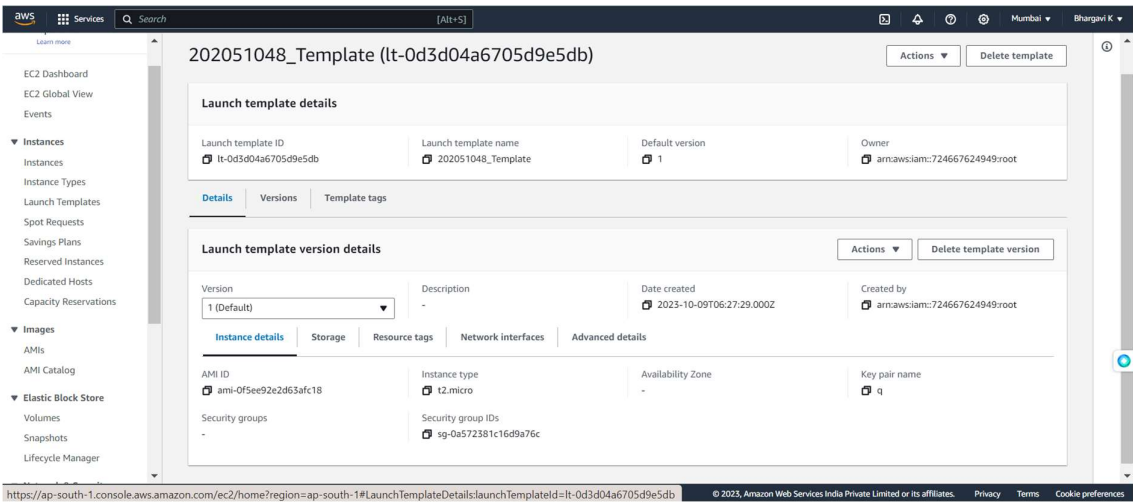 aws Services Search [Alt+S] Mumbai Bhargavi K
Learn more
EC2 Dashboard
EC2 Global View
Events
Instances
Instances
Instance Types
Launch Templates
Spot Requests
Savings Plans
Reserved Instances
Dedicated Hosts
Capacity Reservations
Images
AMIs
AMI Catalog
Elastic Block Store
Volumes
Snapshots
Lifecycle Manager
202051048_Template (lt-0d3d04a6705d9e5db) Actions Delete template
Launch template details
Launch template ID Launch template name Default version Owner
lt-0d3d04a6705d9e5db 202051048_Template 1 arn:aws:iam::724667624949:root
Details Versions Template tags
Launch template version details Actions Delete template version
Version Description Date created Created by
1 (Default) - 2023-10-09T06:27:29.000Z arn:aws:iam::724667624949:root
Instance details Storage Resource tags Network interfaces Advanced details
AMI ID Instance type Availability Zone Key pair name
ami-0f5ee92e2d63afc18 t2.micro - q
Security groups Security group IDs
- sg-0a572381c16d9a76c
https://ap-south-1.console.aws.amazon.com/ec2/home?region=ap-south-1#LaunchTemplateDetails:launchTemplateId=lt-0d3d04a6705d9e5db © 2023, Amazon Web Services India Private Limited or its affiliates. Privacy Terms Cookie preferences